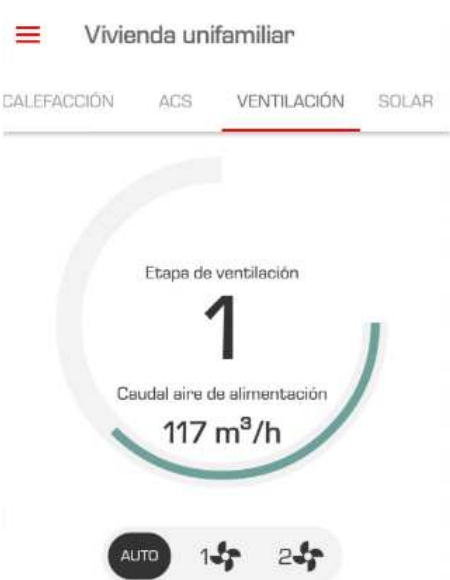 Vivienda unifamiliar
CALEFACCIÓN ACS VENTILACIÓN SOLAR
Etapa de ventilación
1
Caudal aire de alimentación
117 m³/h
AUTO 1 2